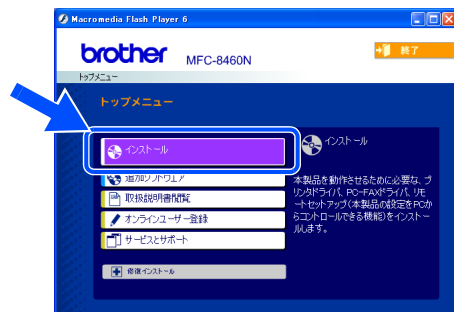 Macromedia Flash Player 6
brother
MFC-8460N
終了
トップメニュー
トップメニュー
インストール
追加ソフトウェア
取扱説明書閲覧
オンラインユーザー登録
サービスとサポート
修復インストール
インストール
本製品を動作させるために必要な、プ
リンタドライバ、PC-FAXドライバ、リモ
ートセットアップ(本製品の設定をPCか
らコントロールできる機能)をインストー
ルします。